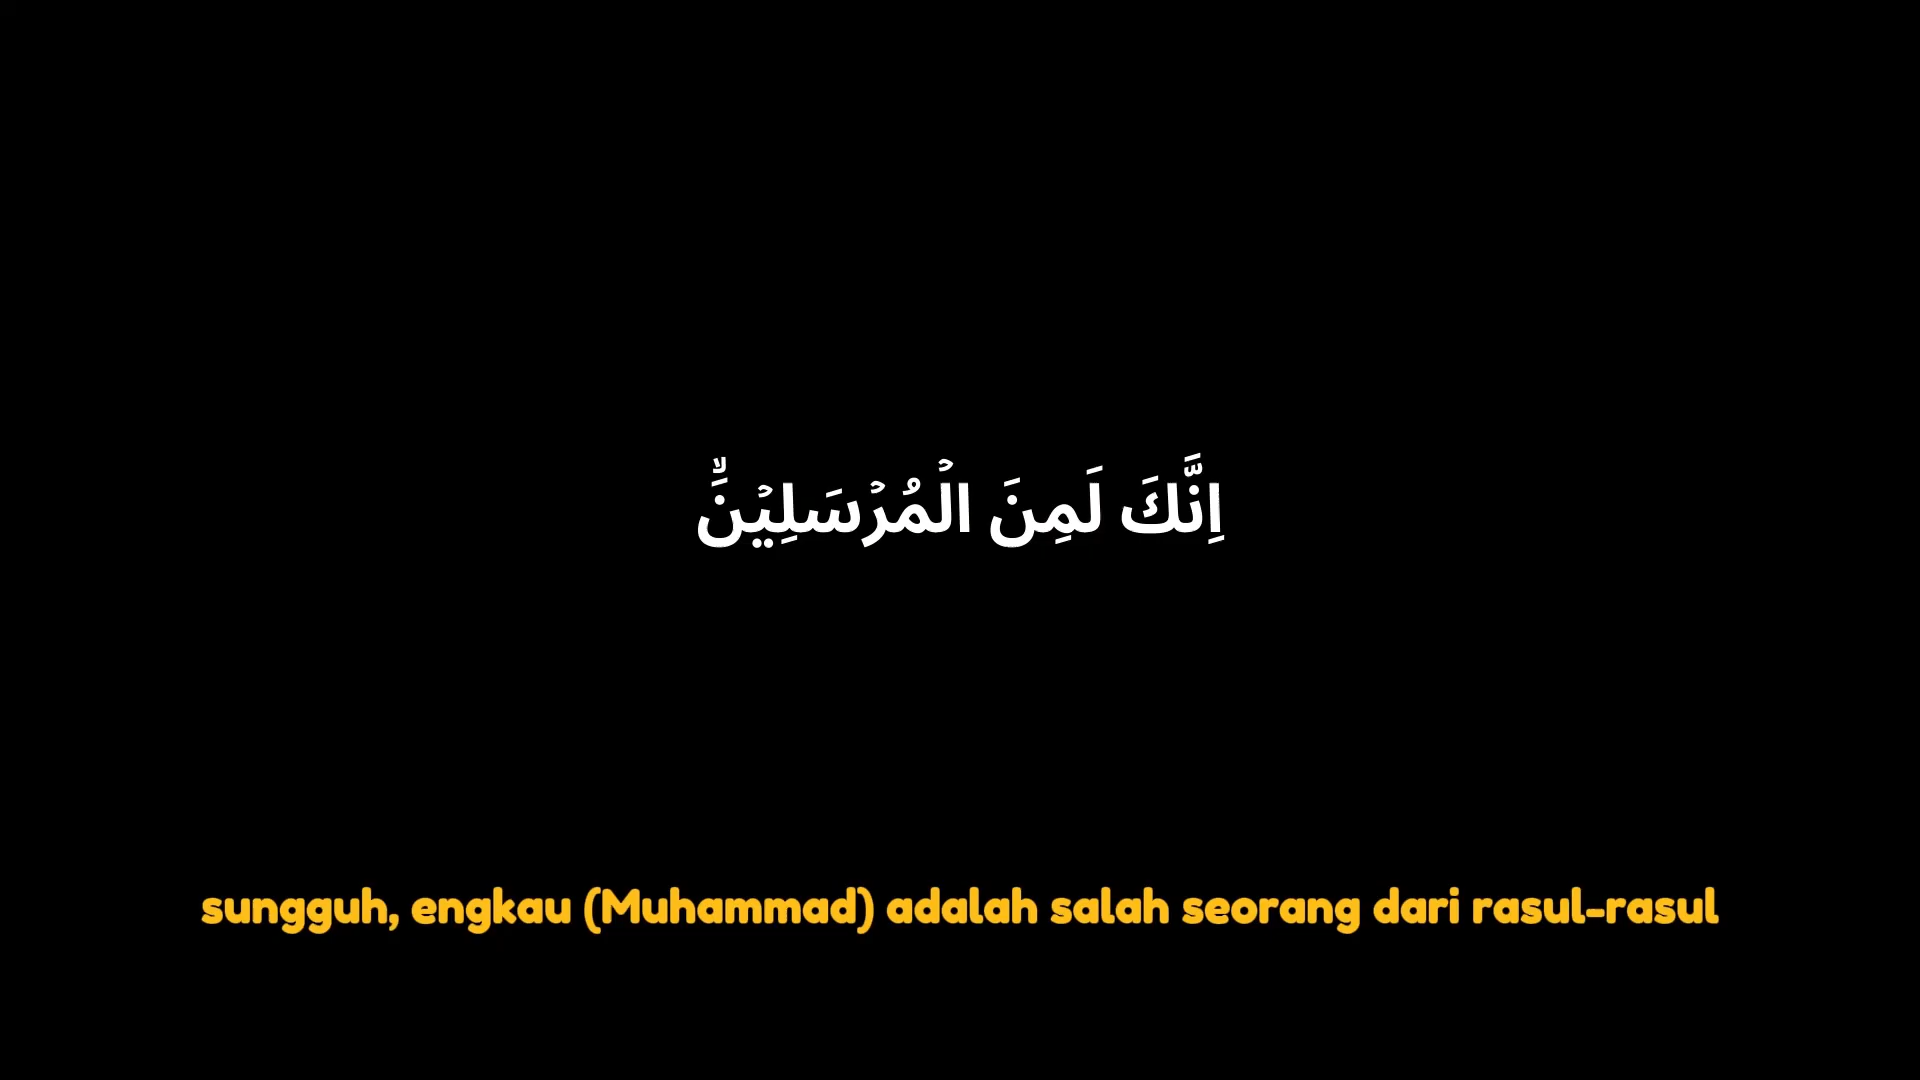 اِنَّكَ لَمِنَ الۡمُرۡسَلِيۡنَۙ
sungguh, engkau (Muhammad) adalah salah seorang dari rasul-rasul